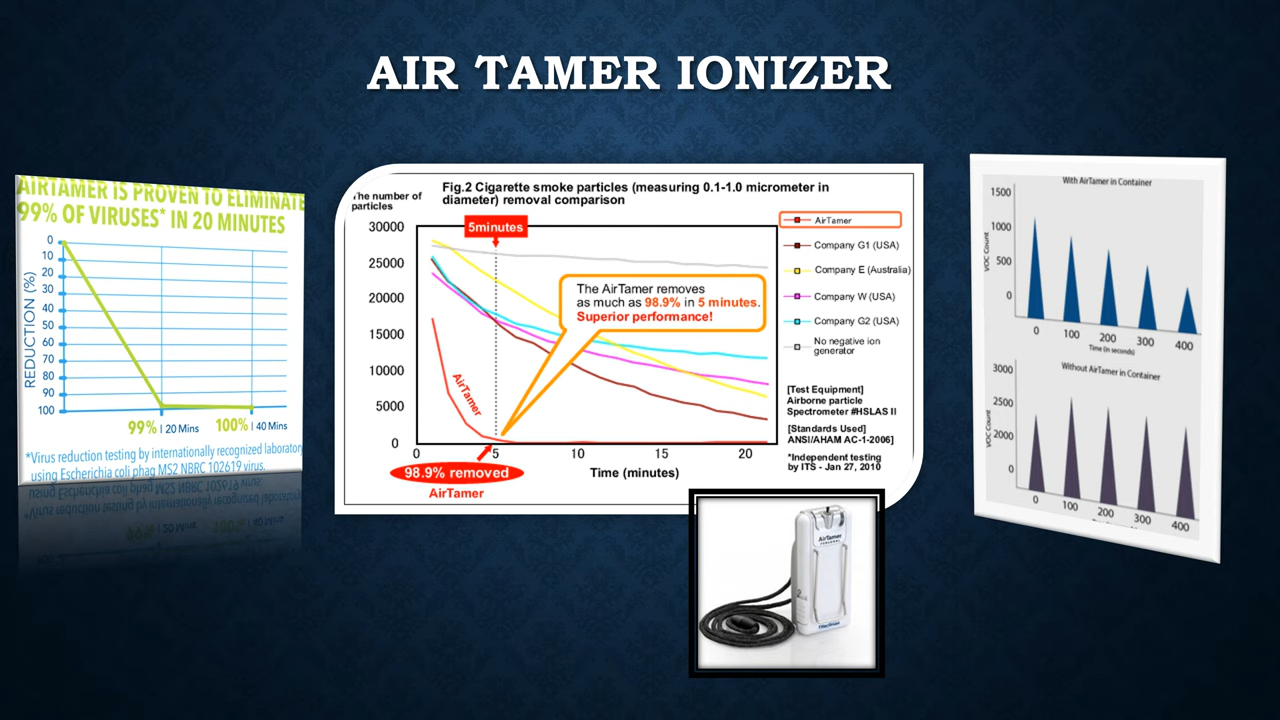 AIR TAMER IONIZER
AIRTAMER IS PROVEN TO ELIMINATE
99% OF VIRUSES* IN 20 MINUTES
REDUCTION (%)
0
10
20
30
40
50
60
70
80
90
100
99% | 20 Mins 100% | 40 Mins
*Virus reduction testing by internationally recognized laborator
using Escherichia coli phag MS2 NBRC 102619 virus.
The number of
particles
Fig.2 Cigarette smoke particles (measuring 0.1-1.0 micrometer in
diameter) removal comparison
30000
25000
20000
15000
10000
5000
0
5minutes
The AirTamer removes
as much as 98.9% in 5 minutes.
Superior performance!
AirTamer
0 5 10 15 20
Time (minutes)
98.9% removed
AirTamer
AirTamer
Company G1 (USA)
Company E (Australia)
Company W (USA)
Company G2 (USA)
No negative ion
generator
[Test Equipment]
Airborne particle
Spectrometer #HSLAS II
[Standards Used]
ANSI/AHAM AC-1-2006]
*Independent testing
by ITS - Jan 27, 2010
AirTamer
With AirTamer in Container
VOC Count
1500
1000
500
0
0 100 200 300 400
Time (in seconds)
Without AirTamer in Container
VOC Count
3000
2500
2000
0
0 100 200 300 400